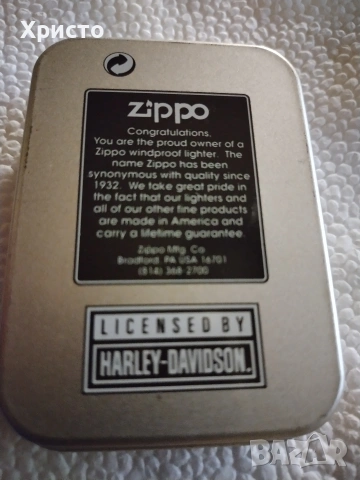 Христо
zippo
Congratulations.
You are the proud owner of a
Zippo windproof lighter. The
name Zippo has been
synonymous with quality since
1932. We take great pride in
the fact that our lighters and
all of our other fine products
are made in America and
carry a lifetime guarantee.
Zippo Mfg. Co.
Bradford, PA USA 16701
(814) 368-2700
LICENSED BY
HARLEY-DAVIDSON
BAZAR